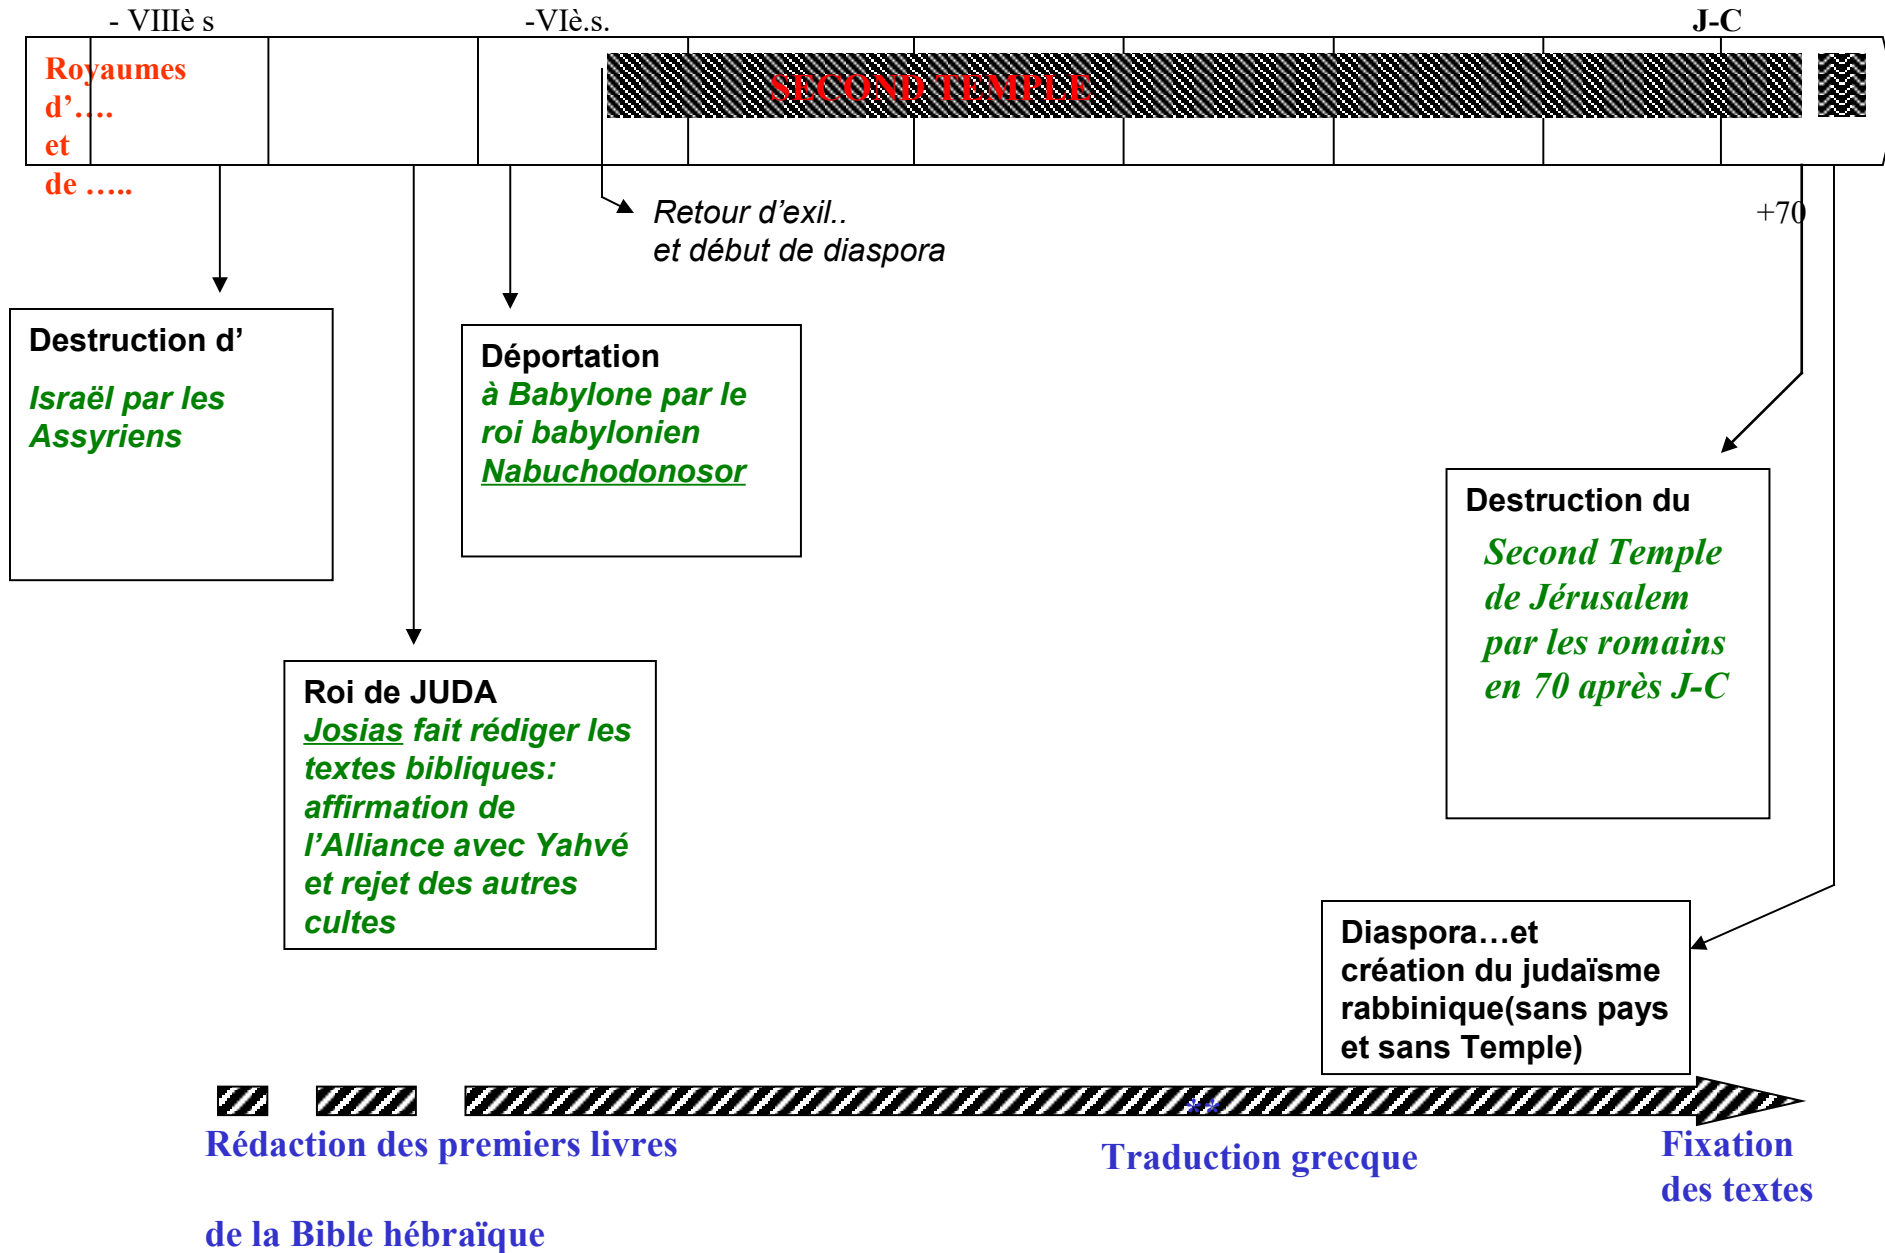 - VIIIè s
-VIè.s.
J-C
Royaumes
d'….
et
de …..
SECOND TEMPLE
Retour d'exil..
et début de diaspora
+70
Destruction d'
Israël par les
Assyriens
Déportation
à Babylone par le
roi babylonien
Nabuchodonosor
Destruction du
Second Temple
de Jérusalem
par les romains
en 70 après J-C
Roi de JUDA
Josias fait rédiger les
textes bibliques:
affirmation de
l'Alliance avec Yahvé
et rejet des autres
cultes
Diaspora…et
création du judaïsme
rabbinique(sans pays
et sans Temple)
**
Rédaction des premiers livres
de la Bible hébraïque
Traduction grecque
Fixation
des textes